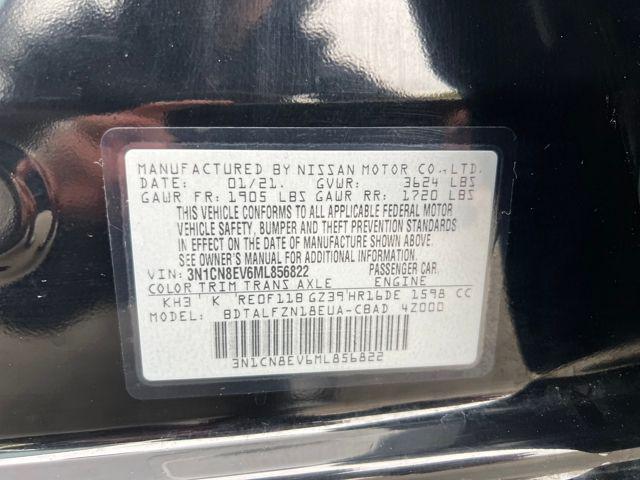 MANUFACTURED BY NISSAN MOTOR CO.,LTD.
DATE: 01/21. GVWR: 3624 LBS
GAWR FR: 1905 LBS GAWR RR: 1720 LBS
THIS VEHICLE CONFORMS TO ALL APPLICABLE FEDERAL MOTOR
VEHICLE SAFETY, BUMPER AND THEFT PREVENTION STANDARDS
IN EFFECT ON THE DATE OF MANUFACTURE SHOWN ABOVE.
SEE OWNER'S MANUAL FOR ADDITIONAL INFORMATION.
VIN: 3N1CN8EV6ML856822 PASSENGER CAR
COLOR TRIM TRANS AXLE ENGINE
KH3 K RE0F11B GZ39 HR16DE 1598 CC
MODEL: BDTALFZN18EUA-CBAD 4Z000
3N1CN8EV6ML856822